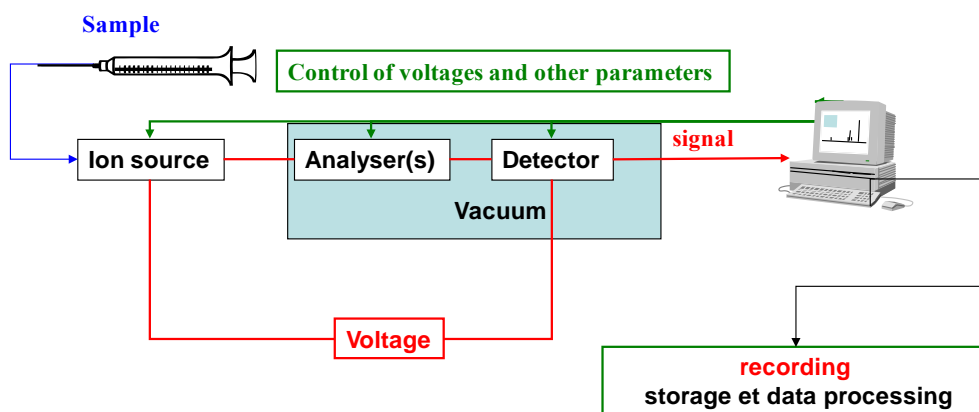 Sample
Control of voltages and other parameters
signal
Ion source
Analyser(s)
Detector
Vacuum
Voltage
recording
storage et data processing